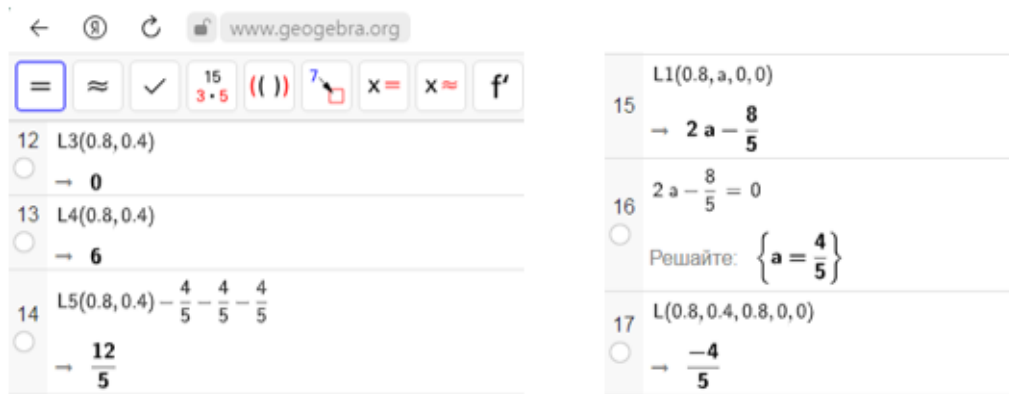 ← Я www.geogebra.org
= ≈ ✓ 15 3·5 (( )) 7 x= x≈ f′
12 L3(0.8, 0.4)
→ 0
13 L4(0.8, 0.4)
→ 6
14 L5(0.8, 0.4) − 4/5 − 4/5 − 4/5
→ 12/5
15 L1(0.8, a, 0, 0)
→ 2 a − 8/5
16 2 a − 8/5 = 0
Решайте: {a = 4/5}
17 L(0.8, 0.4, 0.8, 0, 0)
→ −4/5